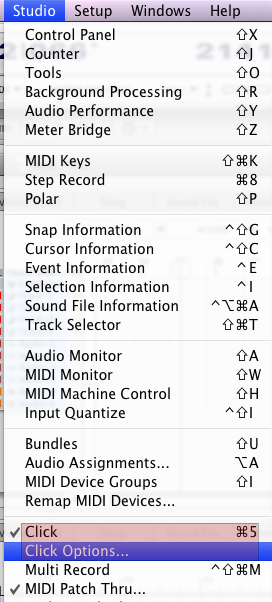 Studio Setup Windows Help
Control Panel ⇧X
Counter ⇧J
Tools ⇧O
Background Processing ⇧R
Audio Performance ⇧Y
Meter Bridge ⇧Z
MIDI Keys ⇧⌘K
Step Record ⌘8
Polar ⇧P
Snap Information ^⇧G
Cursor Information ^⇧C
Event Information ^E
Selection Information ^I
Sound File Information ^⌥⌘A
Track Selector ⇧⌘T
Audio Monitor ⇧A
MIDI Monitor ⇧W
MIDI Machine Control ⇧H
Input Quantize ^⇧I
Bundles ⇧U
Audio Assignments... ⌥A
MIDI Device Groups ⇧I
Remap MIDI Devices...
✓ Click ⌘5
Click Options...
Multi Record ^⇧⌘M
✓ MIDI Patch Thru...